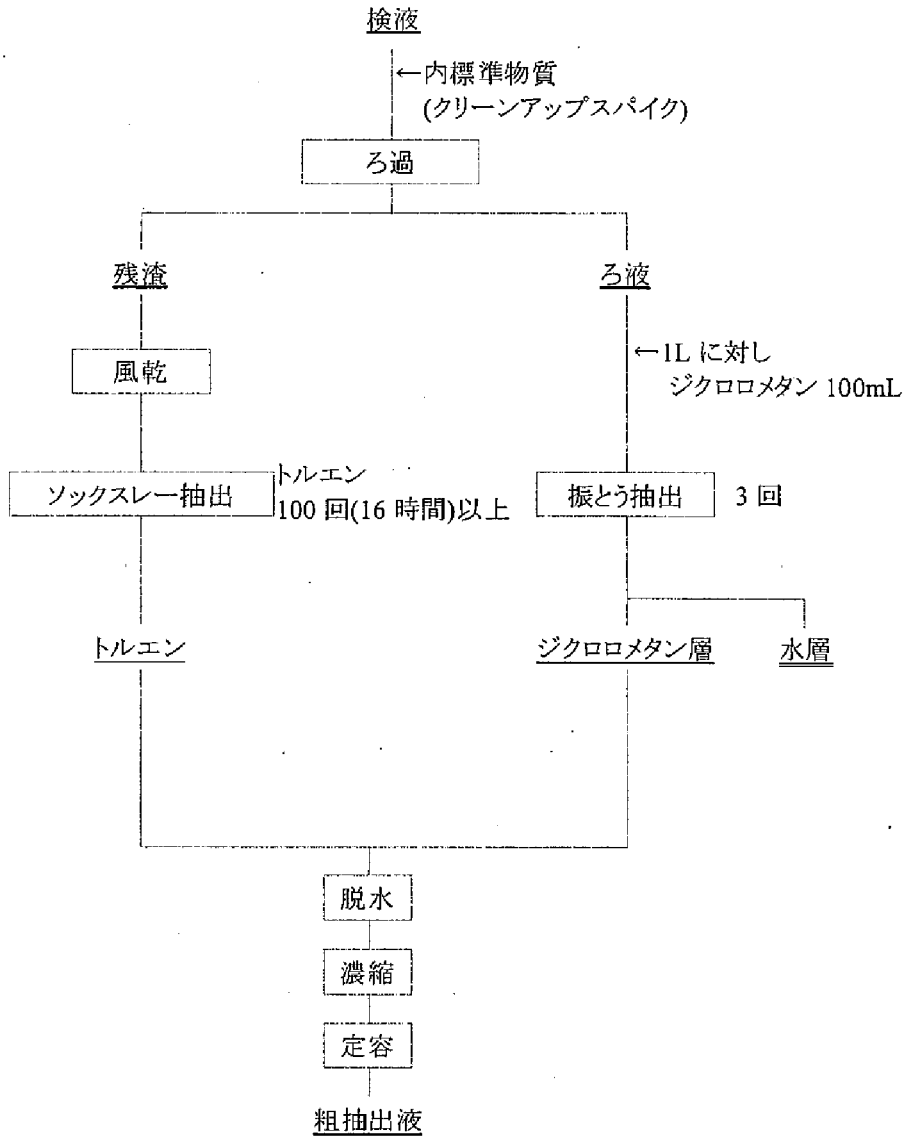 検液
←内標準物質
(クリーンアップスパイク)
ろ過
残渣
ろ液
風乾
←1L に対し
ジクロロメタン 100mL
ソックスレー抽出
トルエン
100 回(16 時間)以上
振とう抽出
3 回
トルエン
ジクロロメタン層
水層
脱水
濃縮
定容
粗抽出液